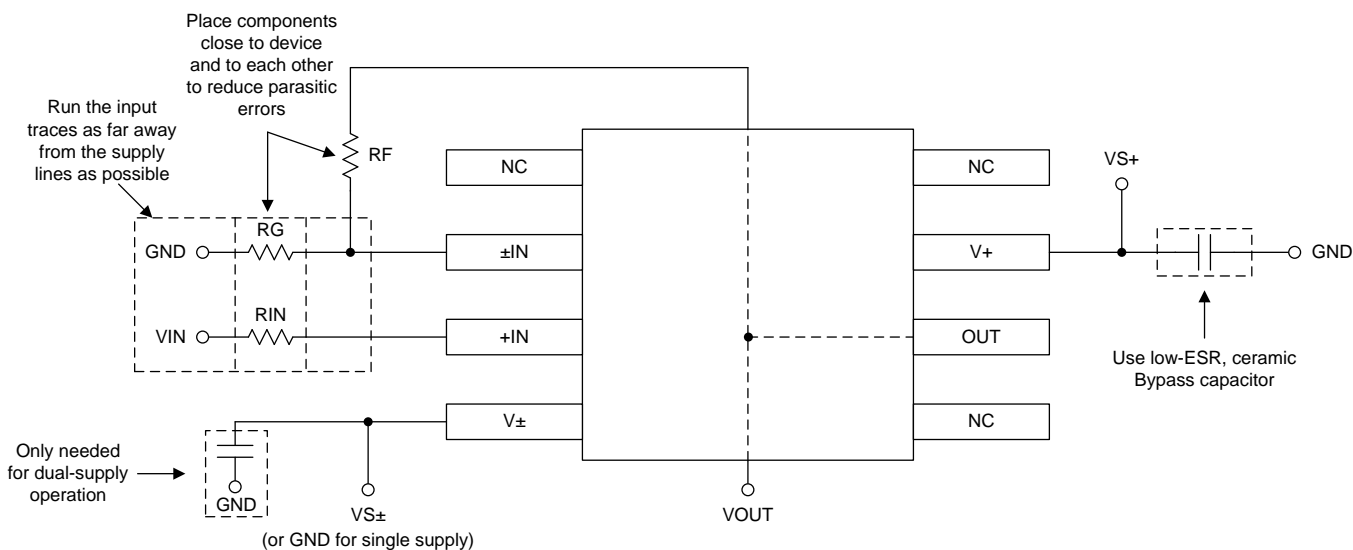 Place components
close to device
and to each other
to reduce parasitic
errors
Run the input
traces as far away
from the supply
lines as possible
RF
NC
NC
VS+
RG
GND
±IN
V+
GND
RIN
VIN
+IN
OUT
Use low-ESR, ceramic
Bypass capacitor
V±
NC
Only needed
for dual-supply
operation
GND
VS±
(or GND for single supply)
VOUT